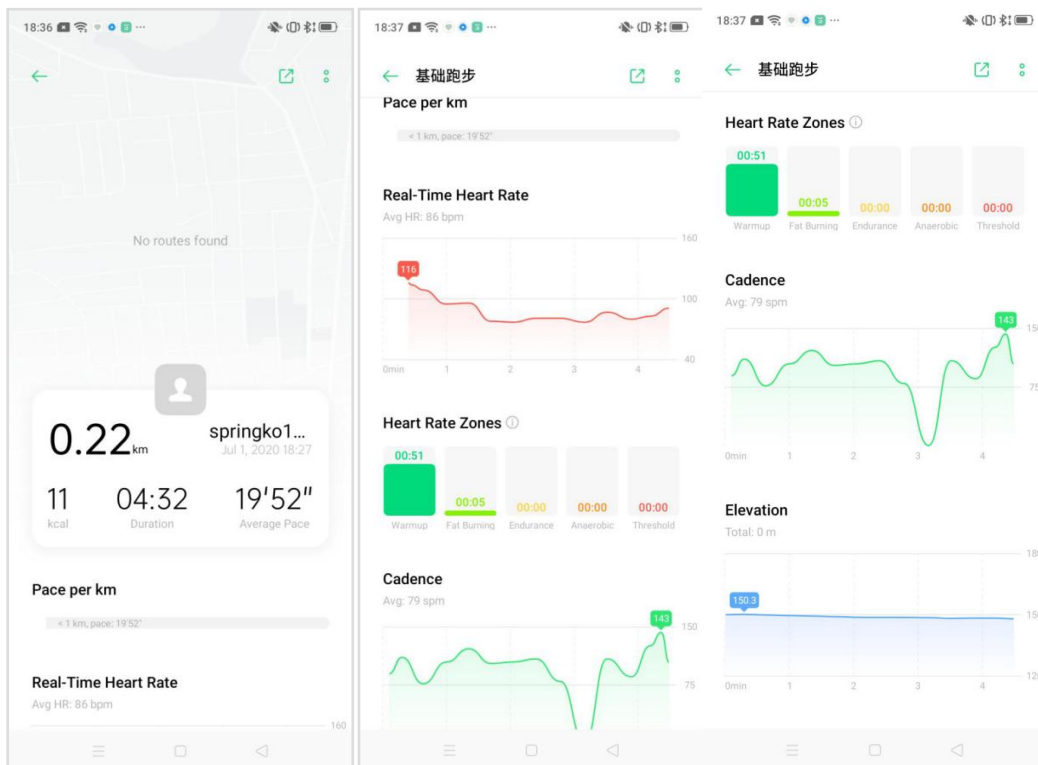 18:36
No routes found
0.22 km
springko1...
Jul 1, 2020 18:27
11 04:32 19'52"
kcal Duration Average Pace
Pace per km
< 1 km, pace: 19'52"
Real-Time Heart Rate
Avg HR: 86 bpm
160
18:37
基础跑步
Pace per km
< 1 km, pace: 19'52"
Real-Time Heart Rate
Avg HR: 86 bpm
160
116
100
40
0min 1 2 3 4
Heart Rate Zones
00:51 00:05 00:00 00:00 00:00
Warmup Fat Burning Endurance Anaerobic Threshold
Cadence
Avg: 79 spm
143
150
75
18:37
基础跑步
Heart Rate Zones
00:51 00:05 00:00 00:00 00:00
Warmup Fat Burning Endurance Anaerobic Threshold
Cadence
Avg: 79 spm
143
75
0min 1 2 3 4
Elevation
Total: 0 m
150.3
0min 1 2 3 4